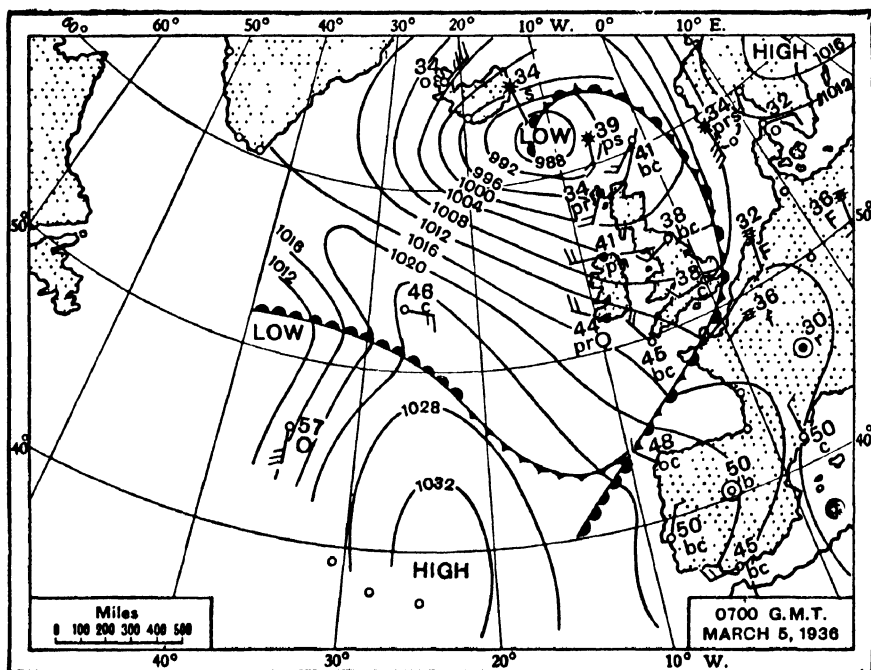 60° 50° 40° 30° 20° 10° W. 0° 10° E.
HIGH
1016
1012
34
34
s
LOW
39
ps
34
prs
32
o
992
988
41
bc
996
1000
1004
1008
1012
1016
1020
34
38
bc
32
F
36
F
50°
50°
1016
1012
41
38
c
46
c
LOW
44
pr
36
45
bc
30
r
57
O
1028
48
c
50
c
40°
40°
50
b
1032
50
bc
45
bc
HIGH
Miles
0 100 200 300 400 500
0700 G.M.T.
MARCH 5, 1936
30° 20° 10° W. 0°